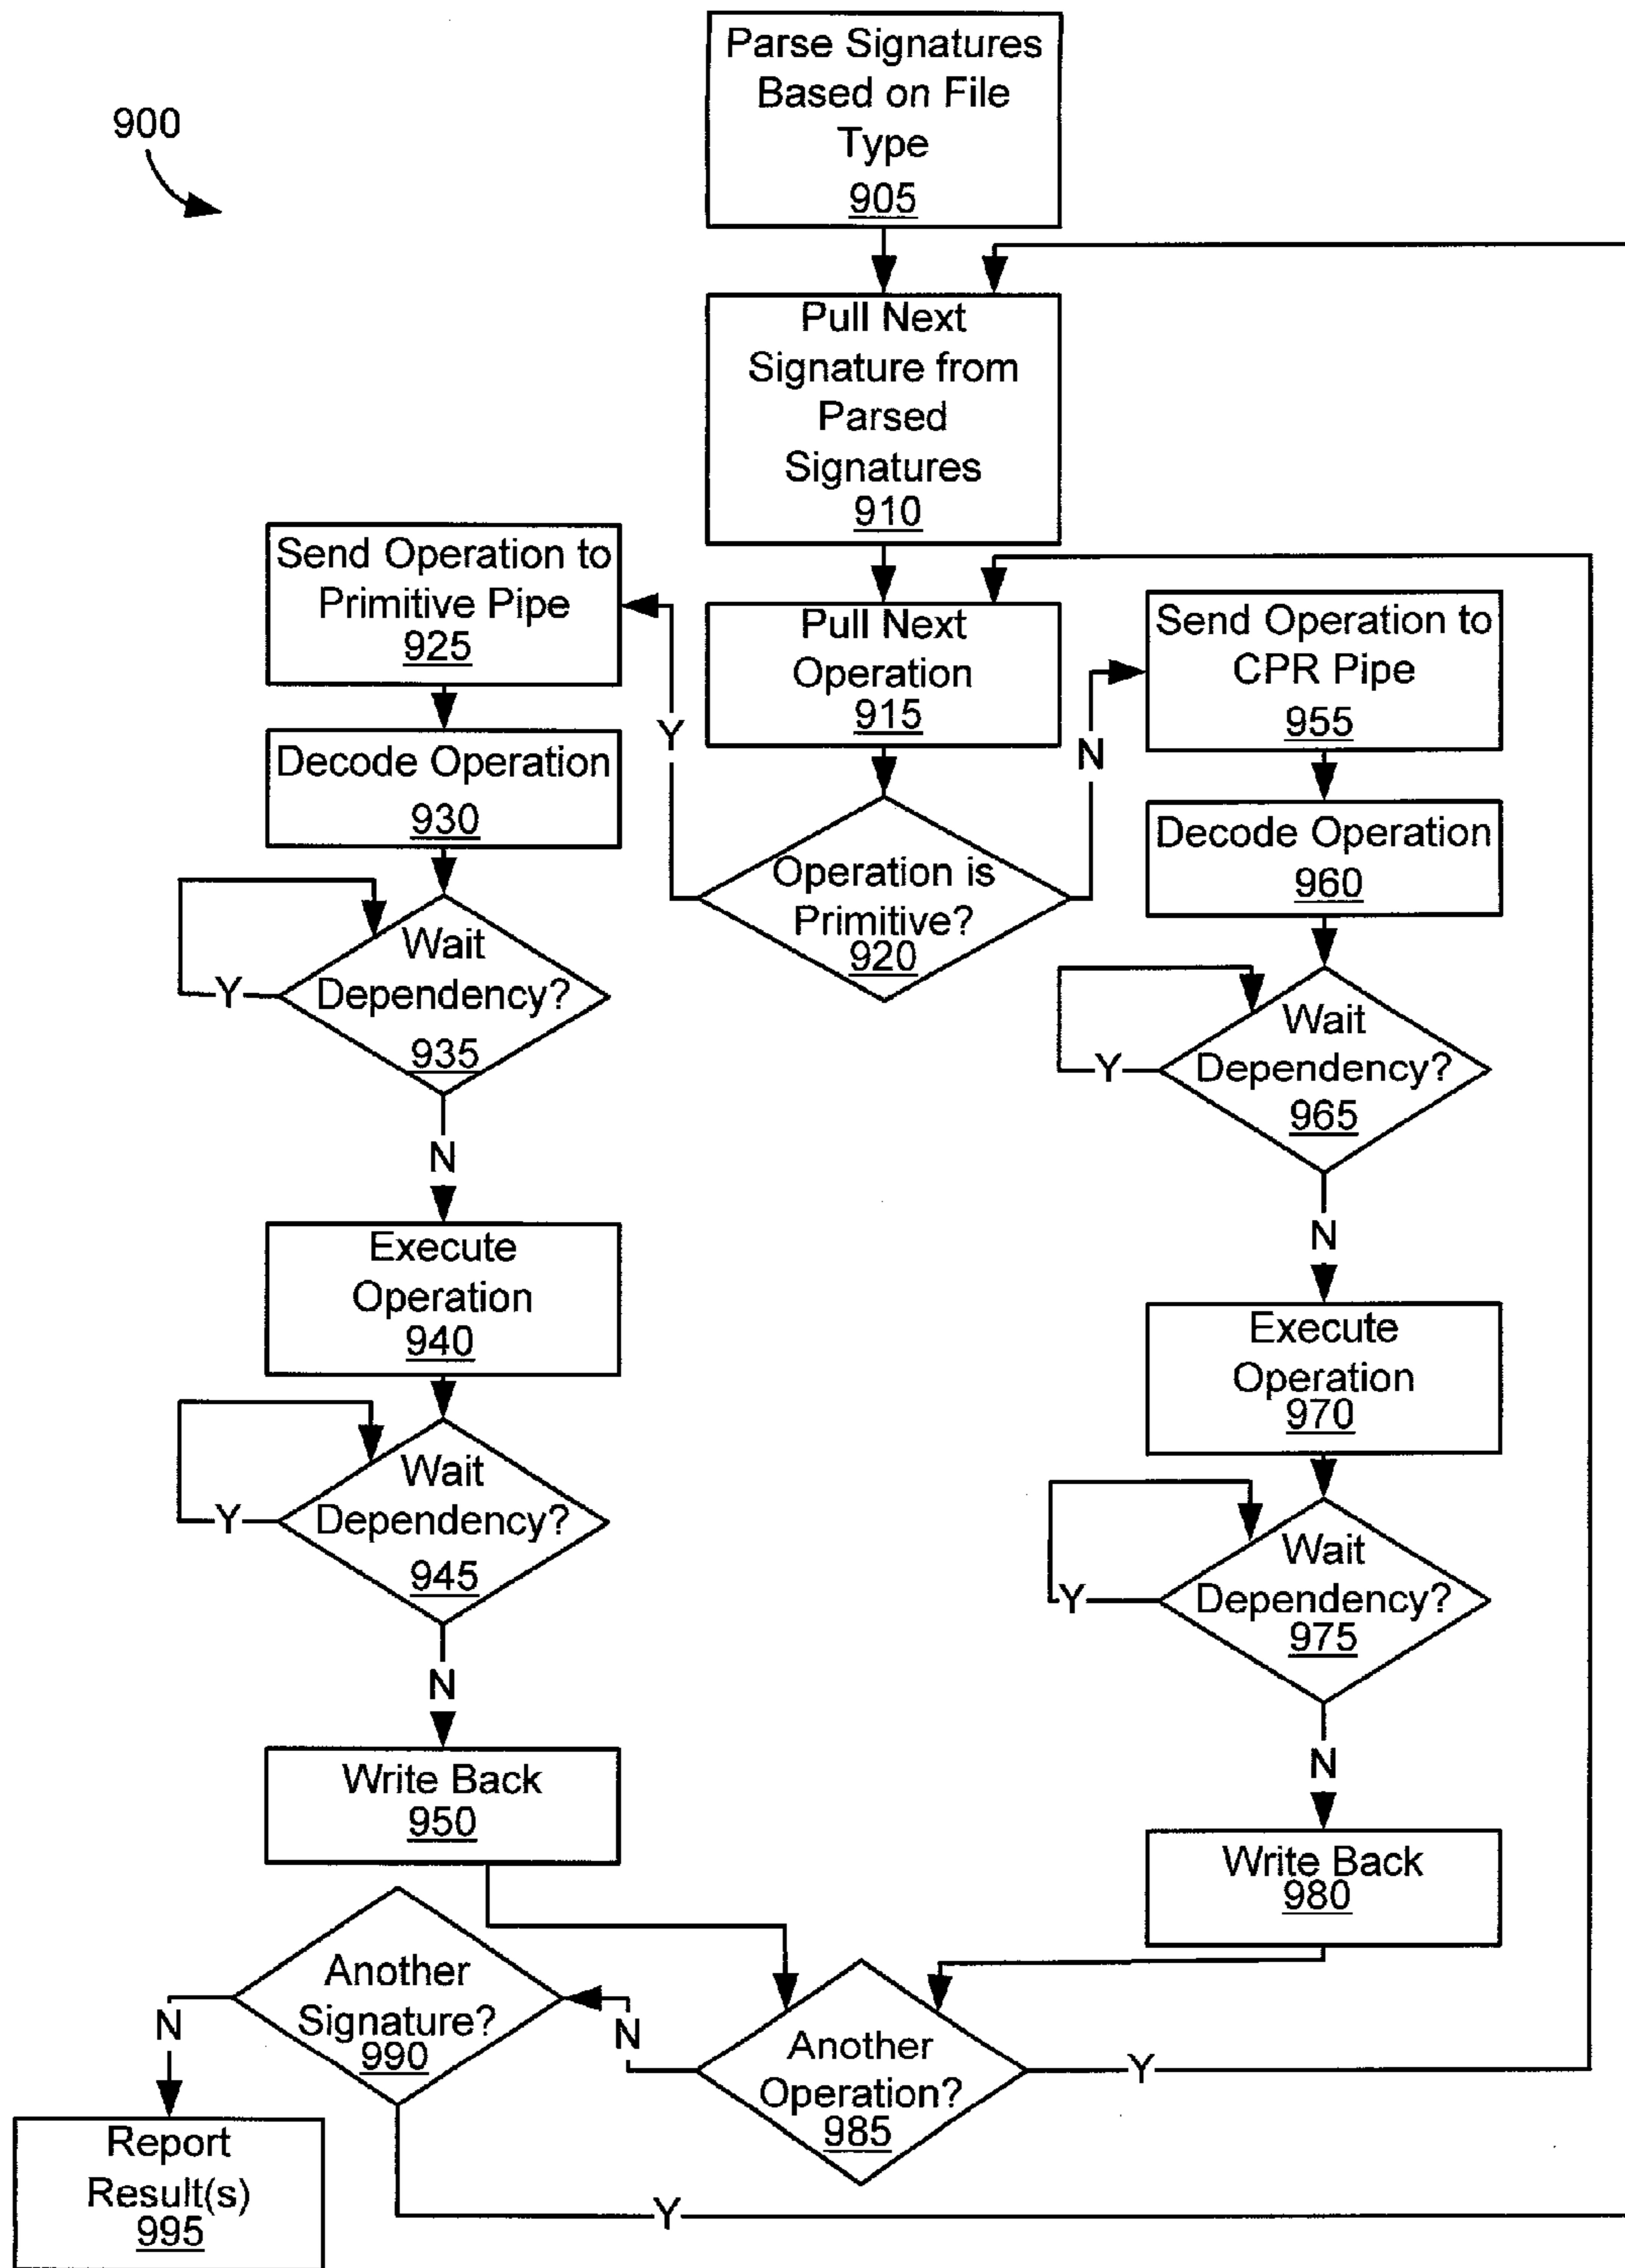 Parse Signatures
Based on File
Type
905
900
Pull Next
Signature from
Parsed
Signatures
910
Send Operation to
Primitive Pipe
925
Pull Next
Operation
915
Send Operation to
CPR Pipe
955
Y
N
Decode Operation
930
Operation is
Primitive?
920
Decode Operation
960
Wait
Dependency?
935
Y
N
Wait
Dependency?
965
Y
N
Execute
Operation
940
Execute
Operation
970
Wait
Dependency?
945
Y
N
Wait
Dependency?
975
Y
N
Write Back
950
Write Back
980
Another
Signature?
990
N
N
Another
Operation?
985
Y
Report
Result(s)
995
Y